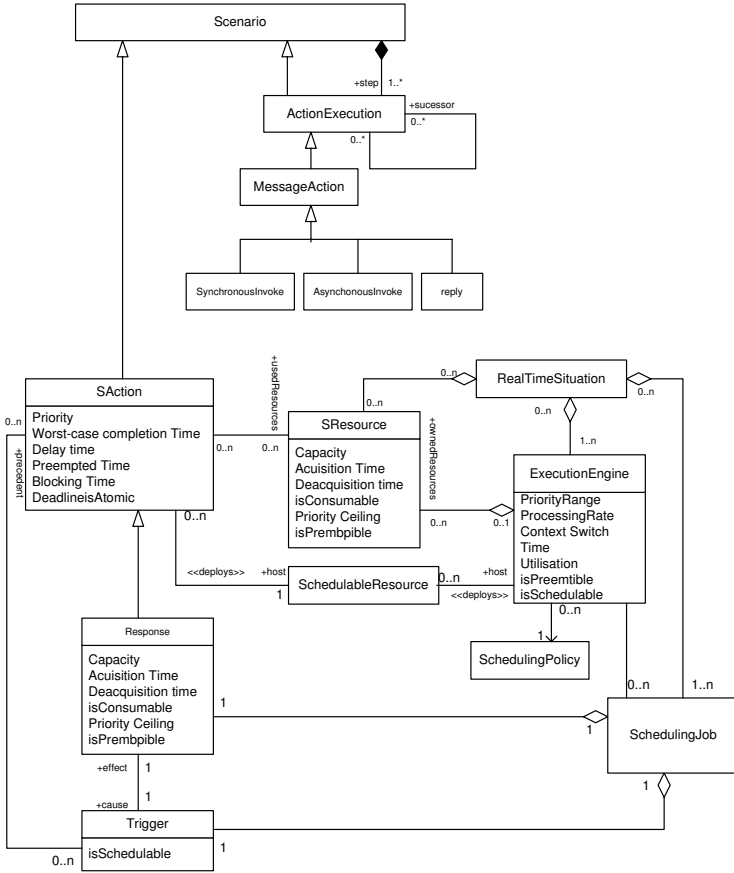 Scenario
+step
1..*
ActionExecution
+sucessor
0..*
0..*
MessageAction
SynchronousInvoke
AsynchonousInvoke
reply
SAction
Priority
Worst-case completion Time
Delay time
Preempted Time
Blocking Time
DeadlineisAtomic
0..n
+precedent
0..n
+usedResources
0..n
0..n
SResource
Capacity
Acuisition Time
Deacquisition time
isConsumable
Priority Ceiling
isPrembpible
0..n
0..n
RealTimeSituation
0..n
0..n
1..n
+ownedResources
0..n
0..1
ExecutionEngine
PriorityRange
ProcessingRate
Context Switch
Time
Utilisation
isPreemtible
isSchedulable
<<deploys>>
+host
1
SchedulableResource
0..n
+host
<<deploys>>
0..n
1
SchedulingPolicy
Response
Capacity
Acuisition Time
Deacquisition time
isConsumable
Priority Ceiling
isPrembpible
1
1
0..n
1..n
SchedulingJob
1
+effect
1
+cause
1
Trigger
isSchedulable
0..n
1